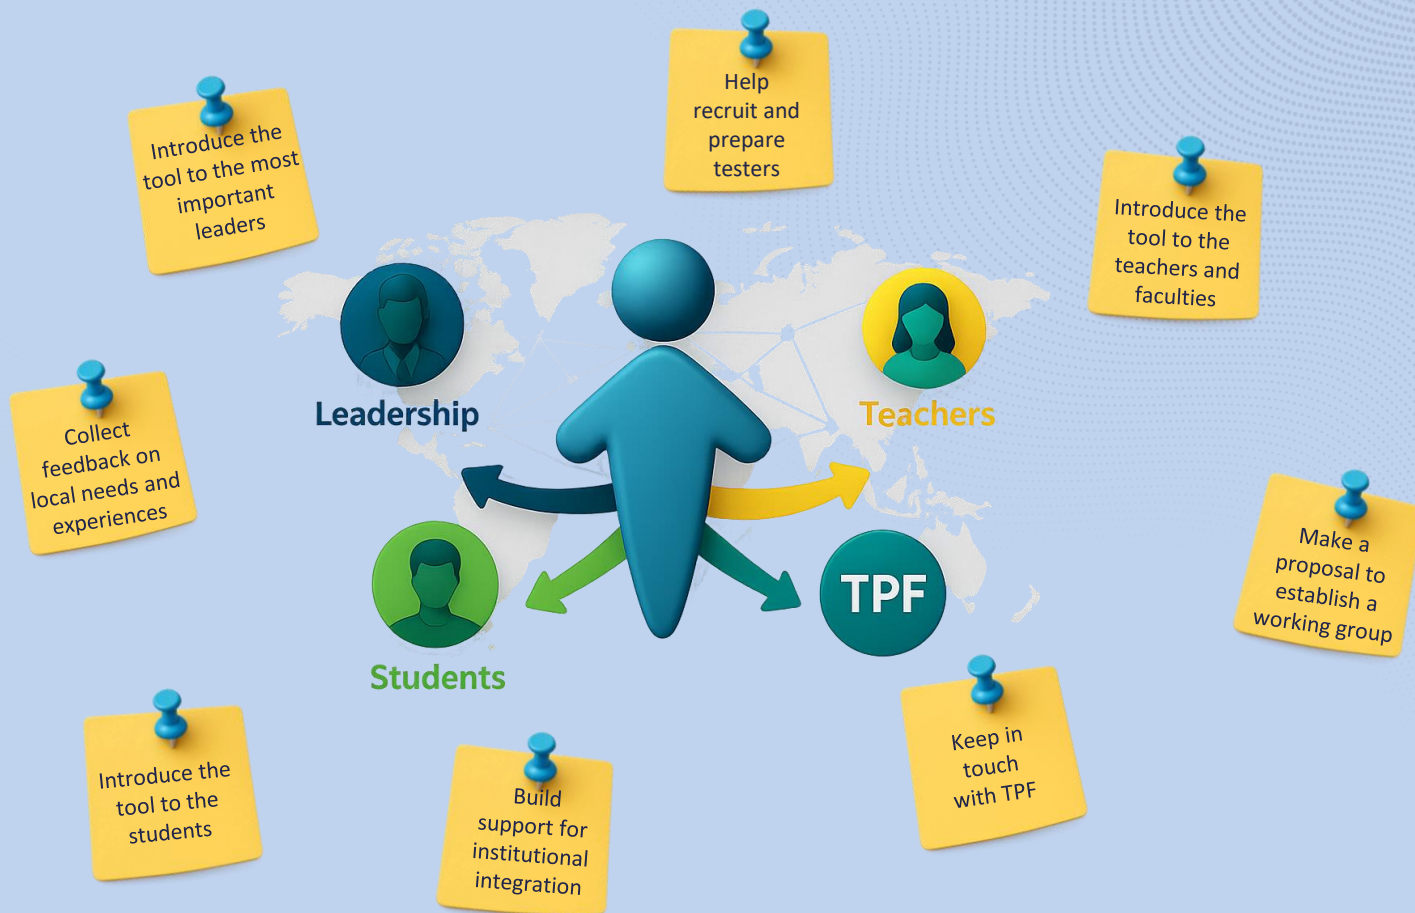 Help
recruit and
prepare
testers
Introduce the
tool to the most
important
leaders
Introduce the
tool to the
teachers and
faculties
Leadership
Teachers
Collect
feedback on
local needs and
experiences
Make a
proposal to
establish a
working group
TPF
Students
Keep in
touch
with TPF
Introduce the
tool to the
students
Build
support for
institutional
integration